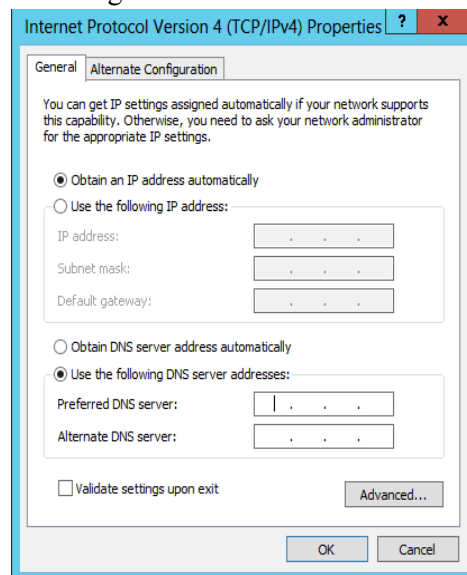 Internet Protocol Version 4 (TCP/IPv4) Properties ? x
General Alternate Configuration
You can get IP settings assigned automatically if your network supports
this capability. Otherwise, you need to ask your network administrator
for the appropriate IP settings.
Obtain an IP address automatically
Use the following IP address:
IP address: . . .
Subnet mask: . . .
Default gateway: . . .
Obtain DNS server address automatically
Use the following DNS server addresses:
Preferred DNS server: . . .
Alternate DNS server: . . .
Validate settings upon exit
Advanced...
OK Cancel